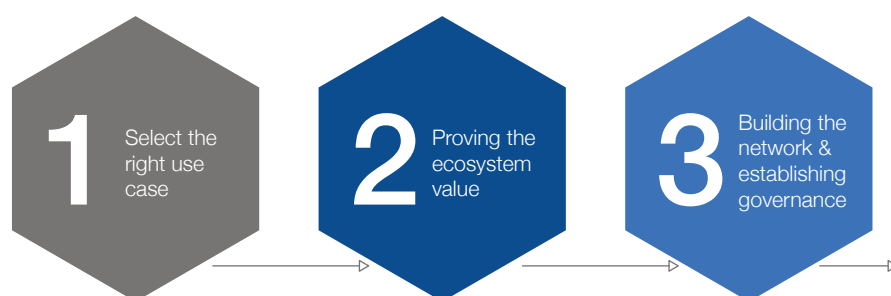 1
Select the
right use
case
2
Proving the
ecosystem
value
3
Building the
network &
establishing
governance